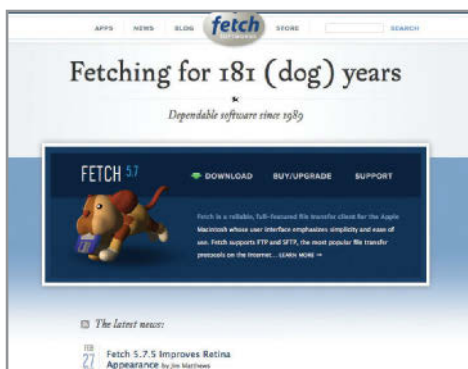 APPS NEWS BLOG fetch STORE SEARCH
SOFTWORKS
Fetching for 181 (dog) years
Dependable software since 1989
FETCH 5.7 DOWNLOAD BUY/UPGRADE SUPPORT
Fetch is a reliable, full-featured file transfer client for the Apple
Macintosh whose user interface emphasizes simplicity and ease of
use. Fetch supports FTP and SFTP, the most popular file transfer
protocols on the Internet... LEARN MORE →
The latest news:
FEB
27
Fetch 5.7.5 Improves Retina
Appearance by Jim Matthews